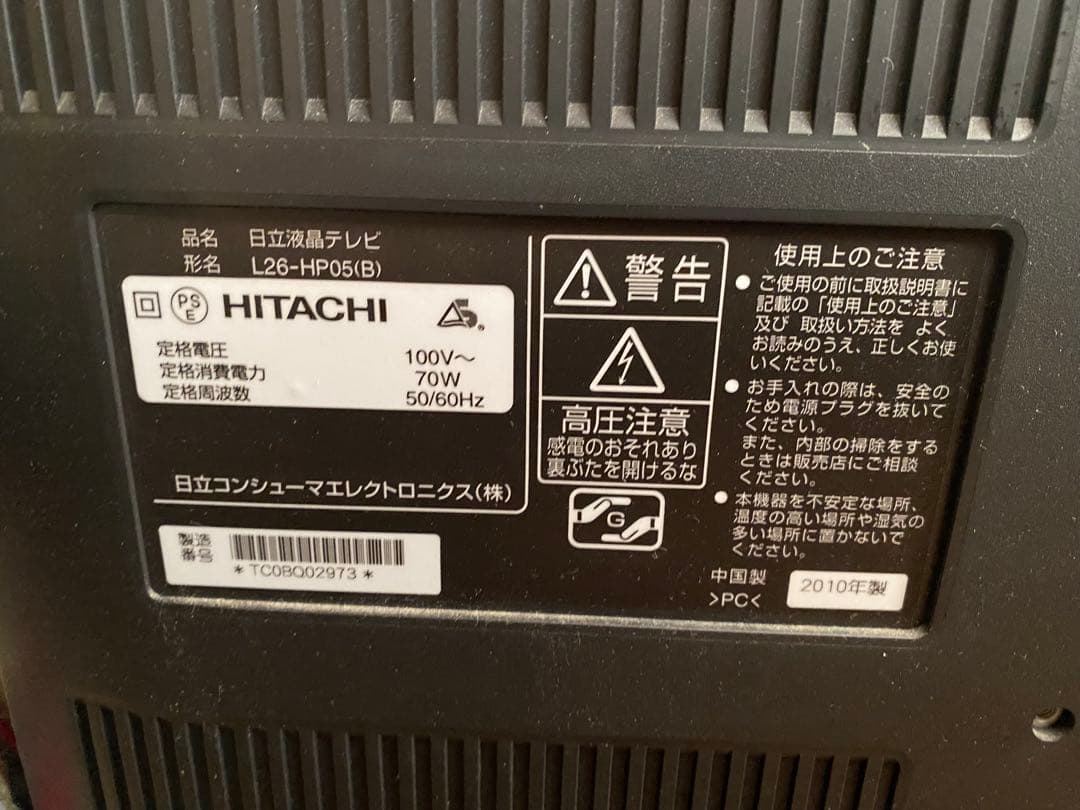 品名 日立液晶テレビ
形名 L26-HP05(B)
PS
E
HITACHI
定格電圧 100V～
定格消費電力 70W
定格周波数 50/60Hz
日立コンシューマエレクトロニクス(株)
製造
番号
*TC0BQ02973*
警告
高圧注意
感電のおそれあり
裏ぶたを開けるな
G
使用上のご注意
●ご使用の前に取扱説明書に
記載の「使用上のご注意」
及び 取扱い方法を よく
お読みのうえ、正しくお使
いください。
●お手入れの際は、安全の
ため電源プラグを抜いて
ください。
また、内部の掃除をする
ときは販売店にご相談
ください。
●本機器を不安定な場所、
温度の高い場所や湿気の
多い場所に置かないで
ください。
中国製
>PC<
2010年製